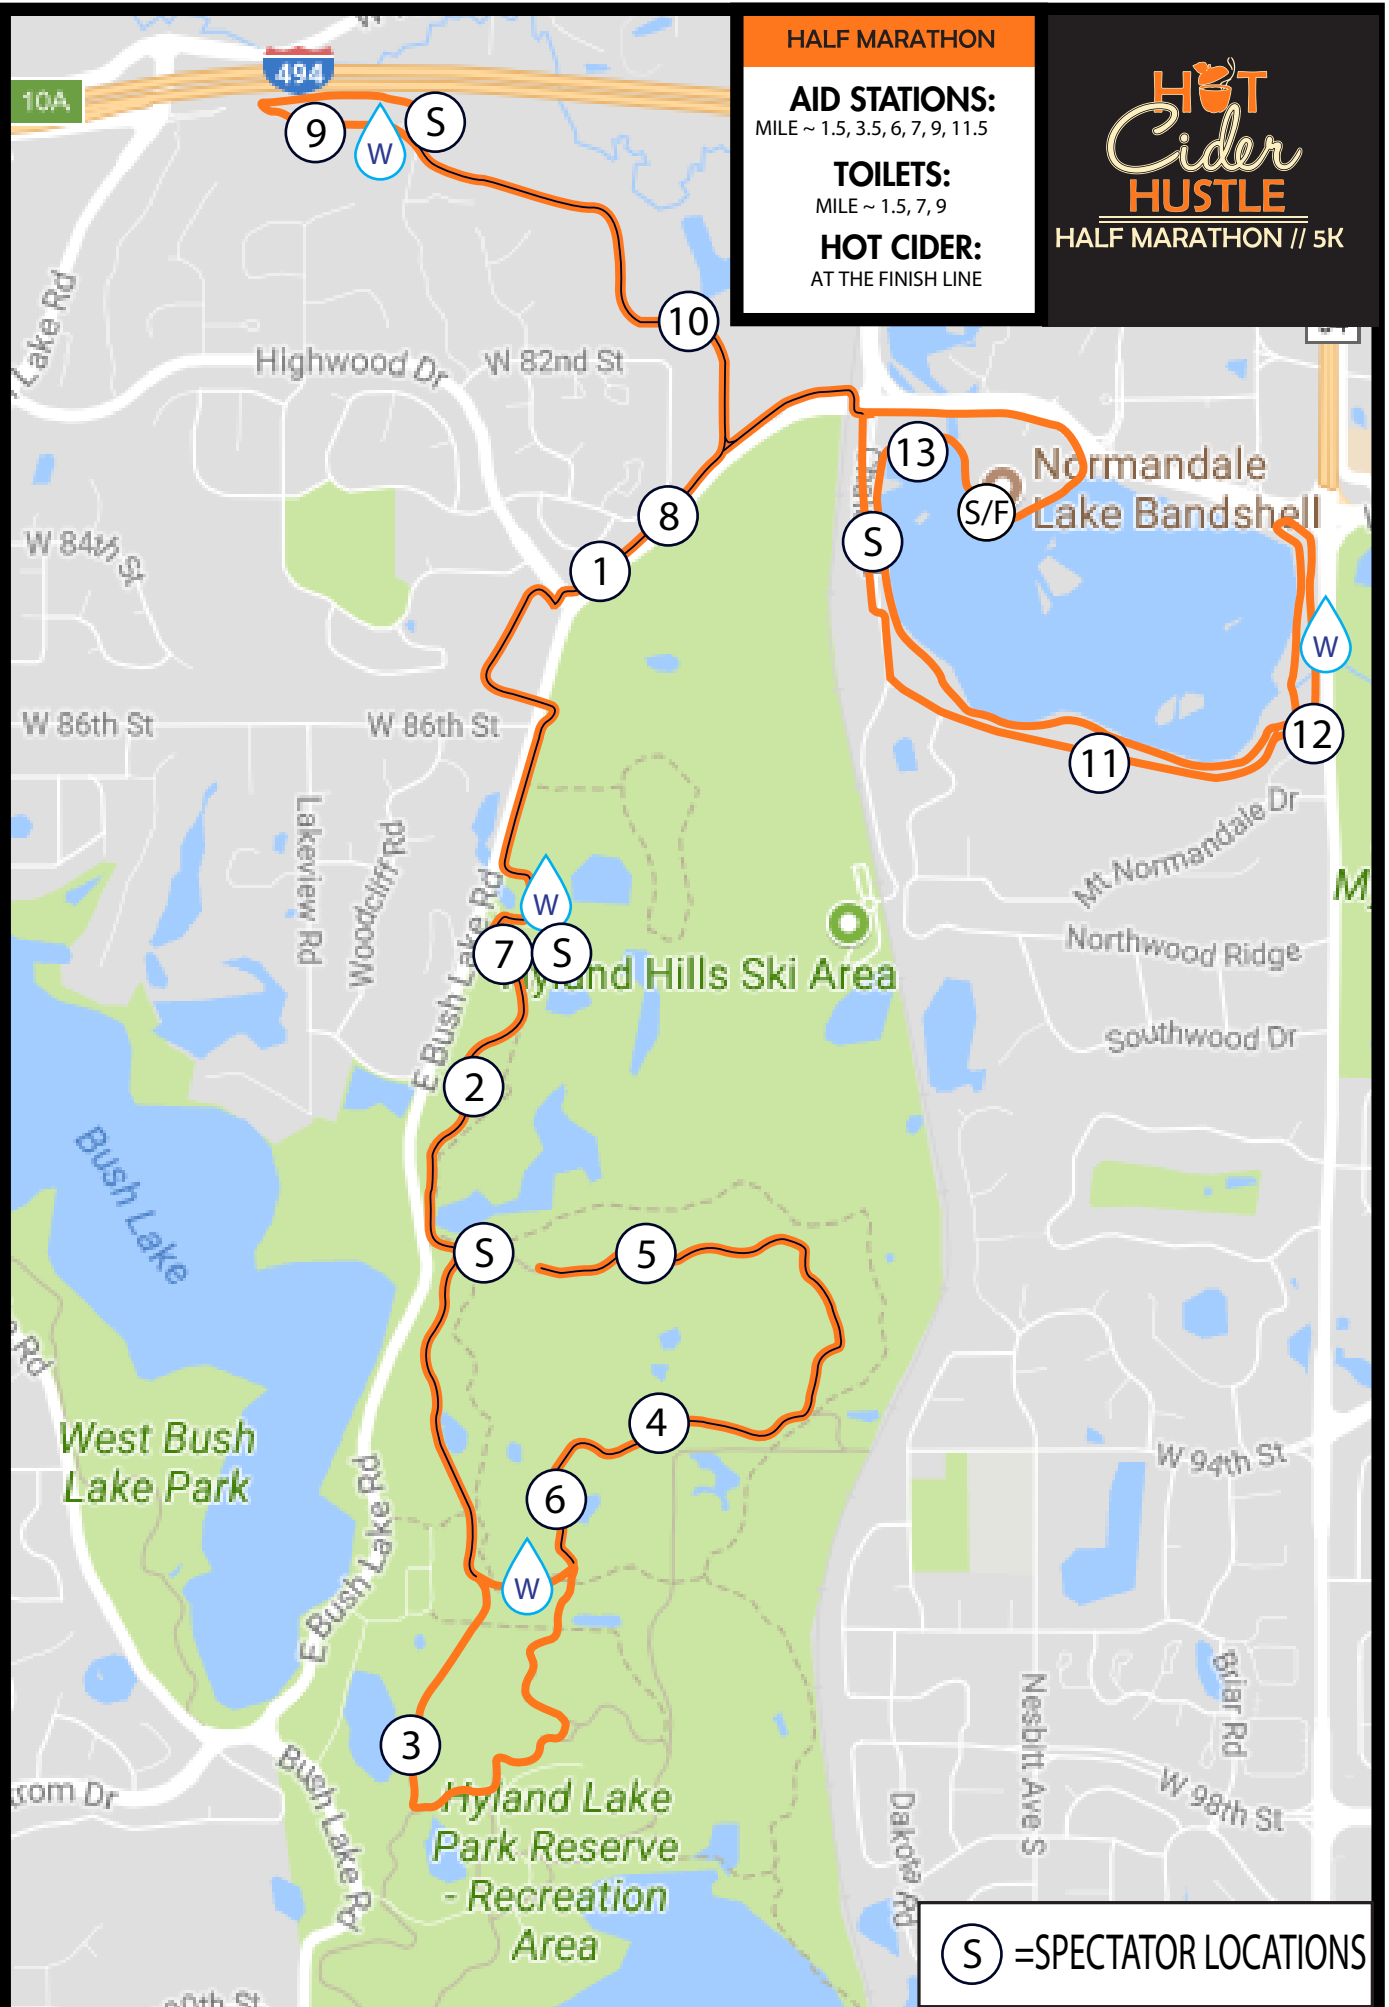 HALF MARATHON
AID STATIONS:
MILE ~ 1.5, 3.5, 6, 7, 9, 11.5
TOILETS:
MILE ~ 1.5, 7, 9
HOT CIDER:
AT THE FINISH LINE
HOT
Cider
HUSTLE
HALF MARATHON // 5K
494
10A
9
W
S
10
Lake Rd
Highwood Dr
W 82nd St
13
Normandale
Lake Bandshell
S/F
S
8
1
W 84th St
W
W 86th St
W 86th St
12
11
Mt Normandale Dr
Lakeview Rd
Woodcliff Rd
E Bush Lake Rd
W
7
S
Hyland Hills Ski Area
Northwood Ridge
Southwood Dr
2
Bush Lake
S
5
Rd
West Bush
Lake Park
4
W 94th St
6
E Bush Lake Rd
W
3
Nesbitt Ave S
Briar Rd
Bush Lake Rd
Hyland Lake
Park Reserve
- Recreation
Area
Dakota Rd
W 98th St
S =SPECTATOR LOCATIONS